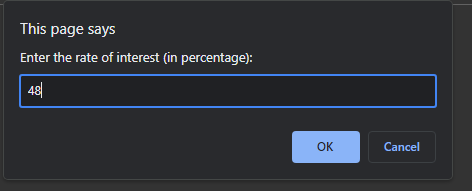 This page says
Enter the rate of interest (in percentage):
48
OK Cancel